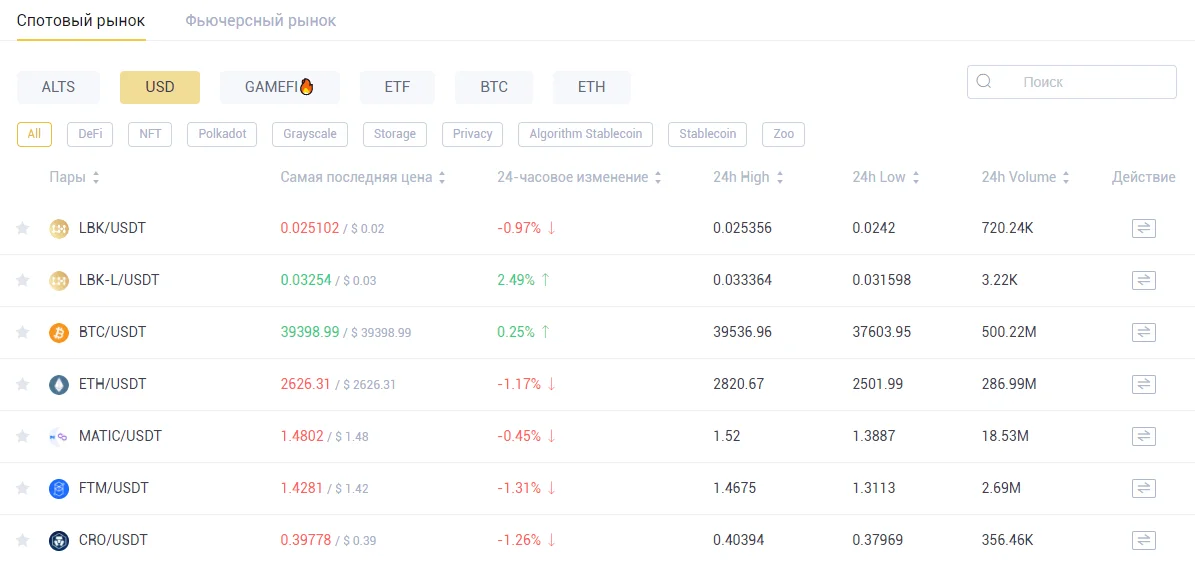 Спотовый рынок Фьючерсный рынок
ALTS USD GAMEFI🔥 ETF BTC ETH Поиск
All DeFi NFT Polkadot Grayscale Storage Privacy Algorithm Stablecoin Stablecoin Zoo
Пары Самая последняя цена 24-часовое изменение 24h High 24h Low 24h Volume Действие
LBK/USDT 0.025102 / $ 0.02 -0.97% ↓ 0.025356 0.0242 720.24K
LBK-L/USDT 0.03254 / $ 0.03 2.49% ↑ 0.033364 0.031598 3.22K
BTC/USDT 39398.99 / $ 39398.99 0.25% ↑ 39536.96 37603.95 500.22M
ETH/USDT 2626.31 / $ 2626.31 -1.17% ↓ 2820.67 2501.99 286.99M
MATIC/USDT 1.4802 / $ 1.48 -0.45% ↓ 1.52 1.3887 18.53M
FTM/USDT 1.4281 / $ 1.42 -1.31% ↓ 1.4675 1.3113 2.69M
CRO/USDT 0.39778 / $ 0.39 -1.26% ↓ 0.40394 0.37969 356.46K